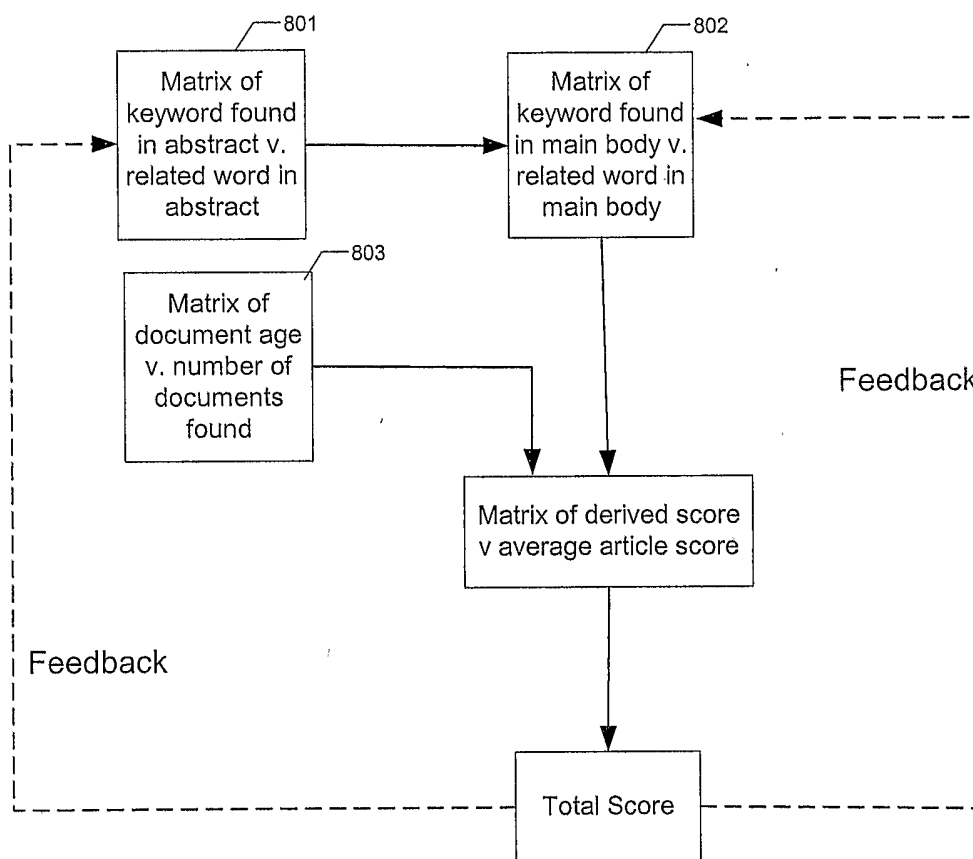 801
Matrix of
keyword found
in abstract v.
related word in
abstract
802
Matrix of
keyword found
in main body v.
related word in
main body
803
Matrix of
document age
v. number of
documents
found
Feedback
Matrix of derived score
v average article score
Feedback
Total Score